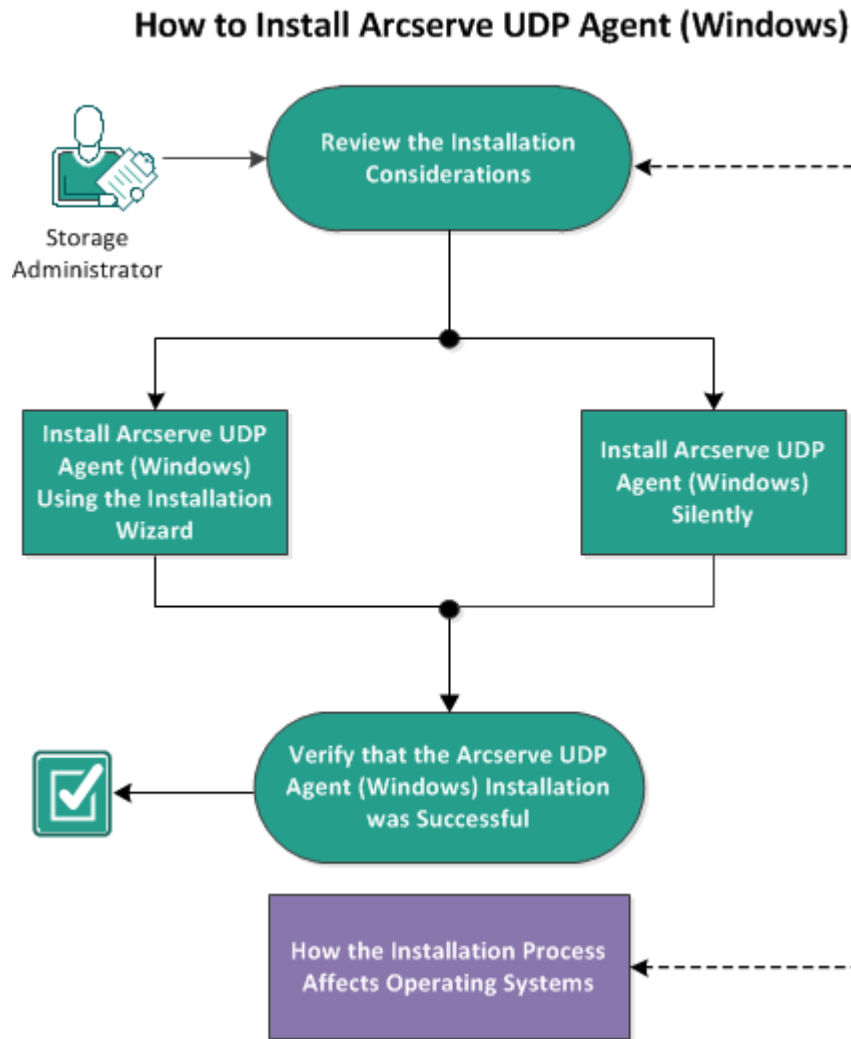 How to Install Arcserve UDP Agent (Windows)
Review the Installation
Considerations
Storage
Administrator
Install Arcserve UDP
Agent (Windows)
Using the Installation
Wizard
Install Arcserve UDP
Agent (Windows)
Silently
Verify that the Arcserve UDP
Agent (Windows) Installation
was Successful
How the Installation Process
Affects Operating Systems